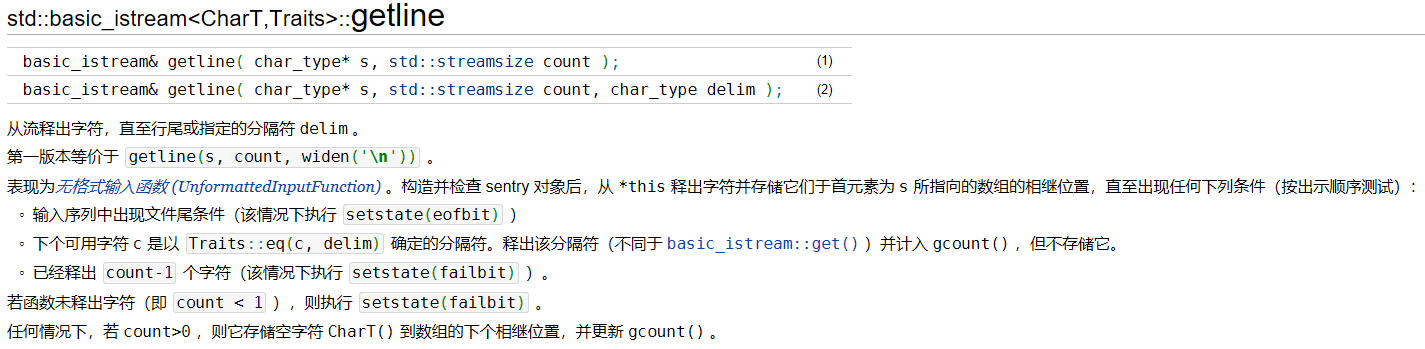 std::basic_istream<CharT,Traits>::getline
basic_istream& getline( char_type* s, std::streamsize count ); (1)
basic_istream& getline( char_type* s, std::streamsize count, char_type delim ); (2)
从流释出字符，直至行尾或指定的分隔符 delim 。
第一版本等价于 getline(s, count, widen('\n')) 。
表现为无格式输入函数 (UnformattedInputFunction) 。构造并检查 sentry 对象后，从 *this 释出字符并存储它们于首元素为 s 所指向的数组的相继位置，直至出现任何下列条件（按出示顺序测试）：
◦ 输入序列中出现文件尾条件（该情况下执行 setstate(eofbit) ）
◦ 下个可用字符 c 是以 Traits::eq(c, delim) 确定的分隔符。释出该分隔符（不同于 basic_istream::get() ）并计入 gcount() ，但不存储它。
◦ 已经释出 count-1 个字符（该情况下执行 setstate(failbit) ）。
若函数未释出字符（即 count < 1 ），则执行 setstate(failbit) 。
任何情况下，若 count>0 ，则它存储空字符 CharT() 到数组的下个相继位置，并更新 gcount() 。